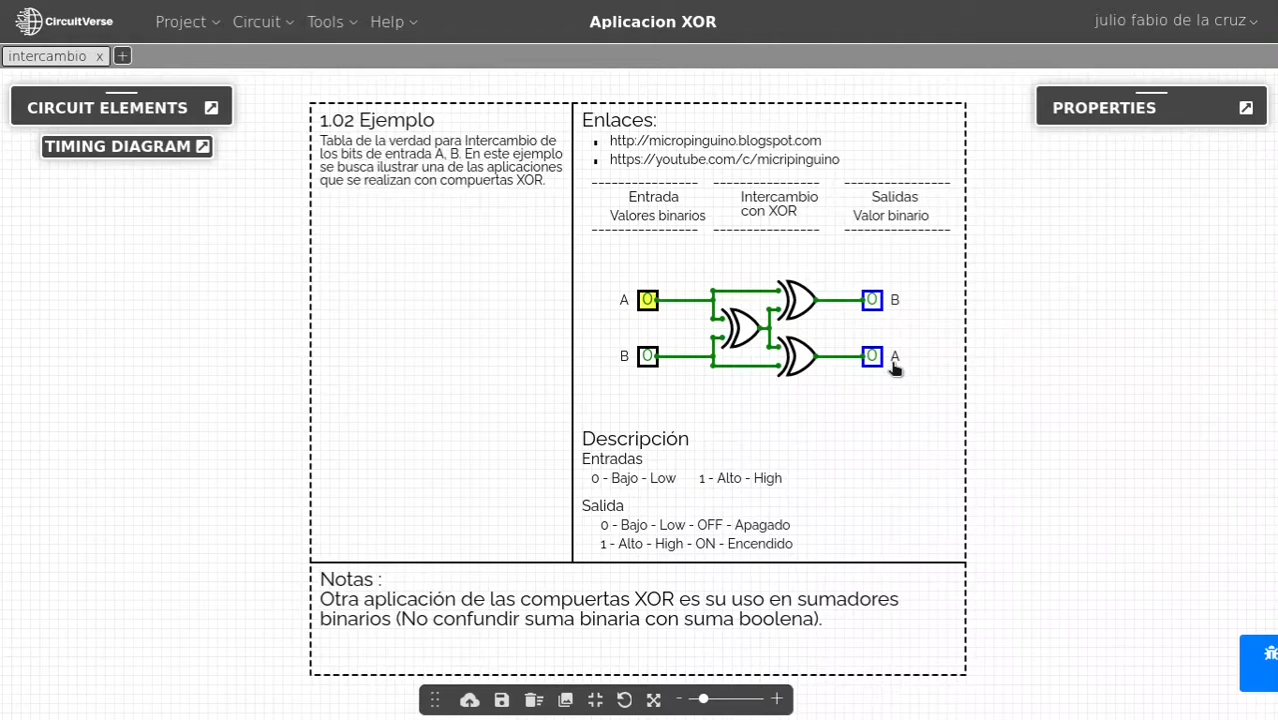 CircuitVerse
Project
Circuit
Tools
Help
Aplicacion XOR
julio fabio de la cruz
intercambio x
+
CIRCUIT ELEMENTS
TIMING DIAGRAM
PROPERTIES
1.02 Ejemplo
Tabla de la verdad para Intercambio de
los bits de entrada A, B. En este ejemplo
se busca ilustrar una de las aplicaciones
que se realizan con compuertas XOR.
Enlaces:
http://micropinguino.blogspot.com
https://youtube.com/c/micripinguino
---------------- ---------------- ----------------
Entrada Intercambio Salidas
Valores binarios con XOR Valor binario
---------------- ---------------- ----------------
A 0 0 B
B 0 0 A
Descripción
Entradas
0 - Bajo - Low 1 - Alto - High
Salida
0 - Bajo - Low - OFF - Apagado
1 - Alto - High - ON - Encendido
Notas :
Otra aplicación de las compuertas XOR es su uso en sumadores
binarios (No confundir suma binaria con suma boolena).
- +